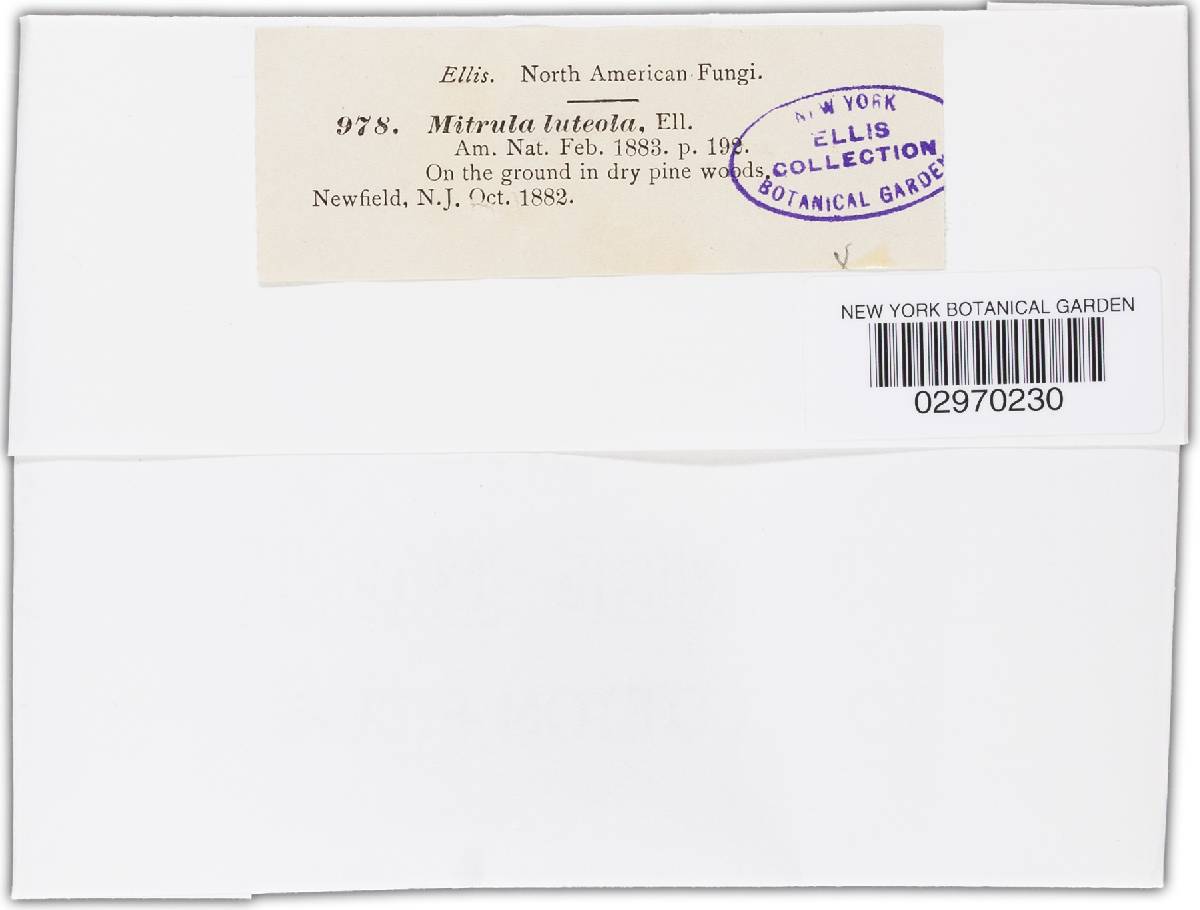 Ellis. North American Fungi.
978. Mitrula luteola, Ell.
Am. Nat. Feb. 1883. p. 192.
On the ground in dry pine woods,
Newfield, N.J. Oct. 1882.
NEW YORK
ELLIS
COLLECTION
BOTANICAL GARDEN
NEW YORK BOTANICAL GARDEN
02970230